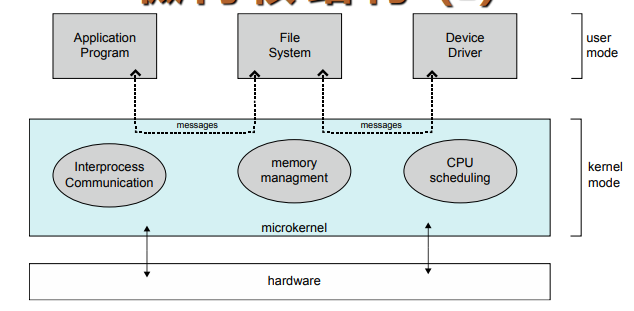 Application
Program
File
System
Device
Driver
user
mode
messages
messages
Interprocess
Communication
memory
managment
CPU
scheduling
kernel
mode
microkernel
hardware